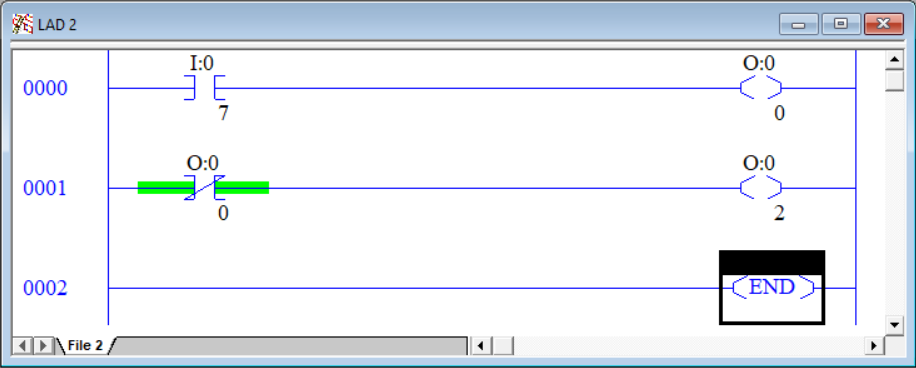 LAD 2
I:0 O:0
0000
7 0
O:0 O:0
0001
0 2
0002 END
File 2